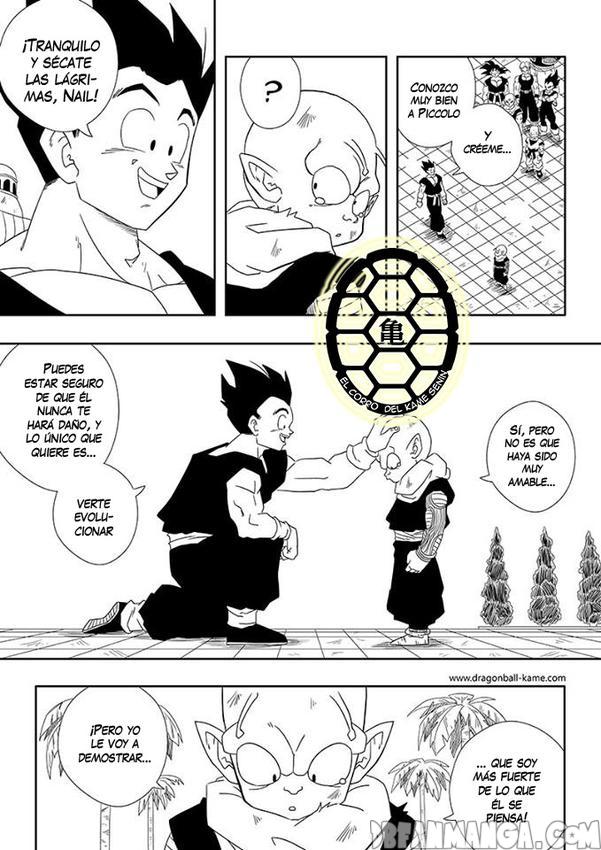 ¡TRANQUILO
Y SÉCATE
LAS LÁGRI-
MAS, NAIL!
?
CONOZCO
MUY BIEN
A PICCOLO
Y
CRÉEME...
亀
EL CORRO DEL KAME SENIN
PUEDES
ESTAR SEGURO
DE QUE ÉL
NUNCA TE
HARÁ DAÑO, Y
LO ÚNICO QUE
QUIERE ES...
VERTE
EVOLU-
CIONAR
SÍ, PERO
NO ES QUE
HAYA SIDO
MUY
AMABLE...
www.dragonball-kame.com
¡PERO YO
LE VOY A
DEMOSTRAR...
... QUE SOY
MÁS FUERTE
DE LO QUE
ÉL SE
PIENSA!
DBFANMANGA.COM